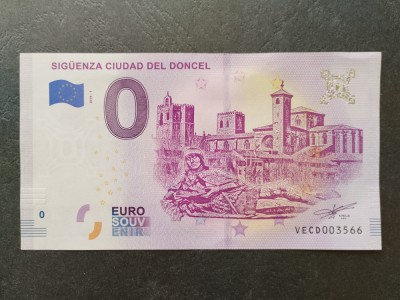 SIGÜENZA CIUDAD DEL DONCEL
0
0
EURO
SOUV
ENIR
VECD003566